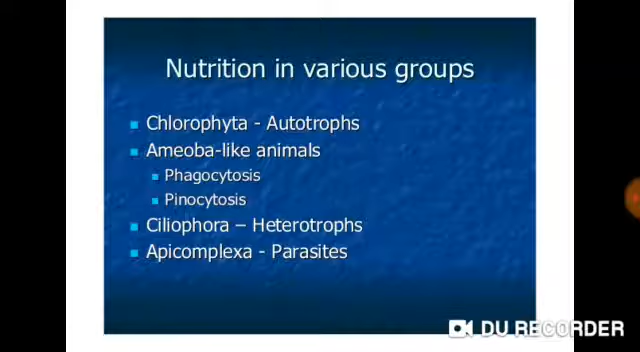 Nutrition in various groups
Chlorophyta - Autotrophs
Ameoba-like animals
Phagocytosis
Pinocytosis
Ciliophora – Heterotrophs
Apicomplexa - Parasites
DU RECORDER